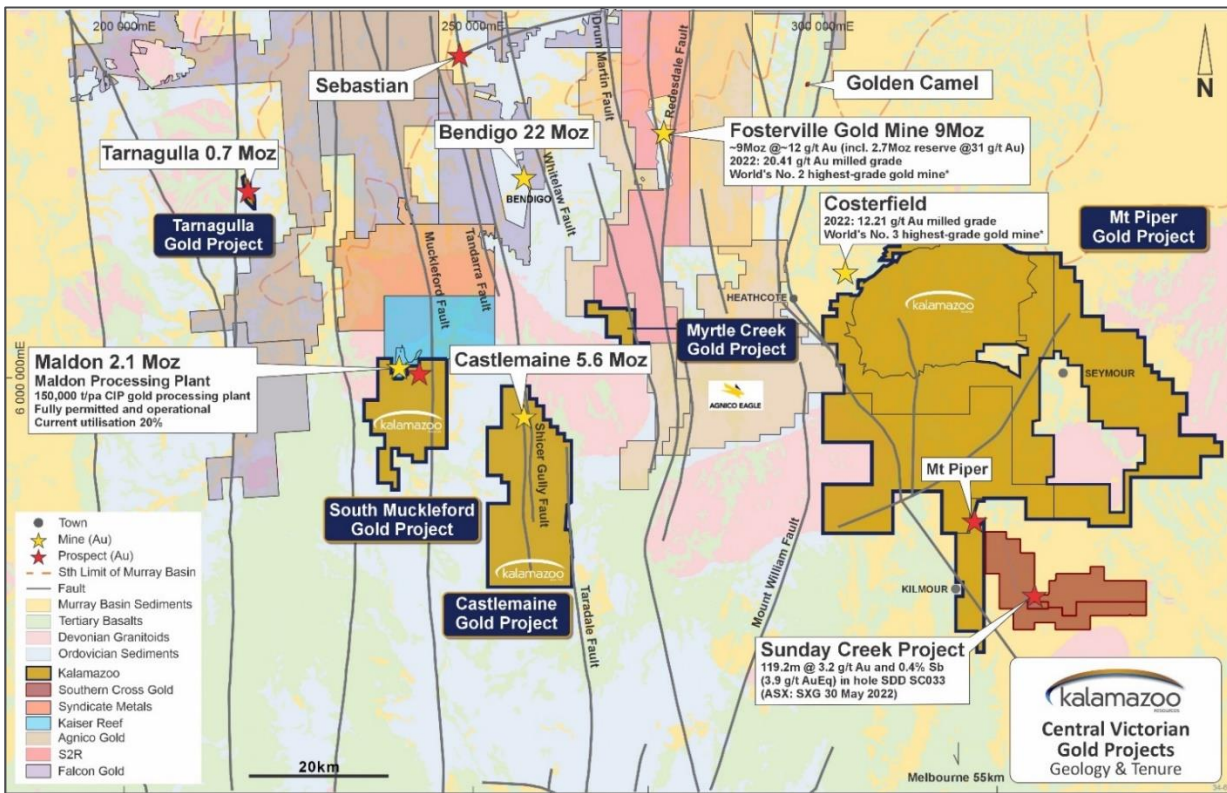 200 000mE
250 000mE
300 000mE
6 000 000mE
N
Sebastian
Golden Camel
Drum Martin Fault
Redesdale Fault
Tarnagulla 0.7 Moz
Tarnagulla
Gold Project
Bendigo 22 Moz
BENDIGO
Whitelaw Fault
Fosterville Gold Mine 9Moz
~9Moz @~12 g/t Au (incl. 2.7Moz reserve @31 g/t Au)
2022: 20.41 g/t Au milled grade
World's No. 2 highest-grade gold mine*
Costerfield
2022: 12.21 g/t Au milled grade
World's No. 3 highest-grade gold mine*
Mt Piper
Gold Project
Muckleford Fault
Tandarra Fault
HEATHCOTE
kalamazoo
Myrtle Creek
Gold Project
Maldon 2.1 Moz
Maldon Processing Plant
150,000 t/pa CIP gold processing plant
Fully permitted and operational
Current utilisation 20%
Castlemaine 5.6 Moz
SEYMOUR
AGNICO EAGLE
kalamazoo
Shicer Gully Fault
South Muckleford
Gold Project
Mt Piper
kalamazoo
Castlemaine
Gold Project
Taradale Fault
Mount William Fault
KILMOUR
Sunday Creek Project
119.2m @ 3.2 g/t Au and 0.4% Sb
(3.9 g/t AuEq) in hole SDD SC033
(ASX: SXG 30 May 2022)
Town
Mine (Au)
Prospect (Au)
Sth Limit of Murray Basin
Fault
Murray Basin Sediments
Tertiary Basalts
Devonian Granitoids
Ordovician Sediments
Kalamazoo
Southern Cross Gold
Syndicate Metals
Kaiser Reef
Agnico Gold
S2R
Falcon Gold
20km
Melbourne 55km
kalamazoo
RESOURCES
Central Victorian
Gold Projects
Geology & Tenure